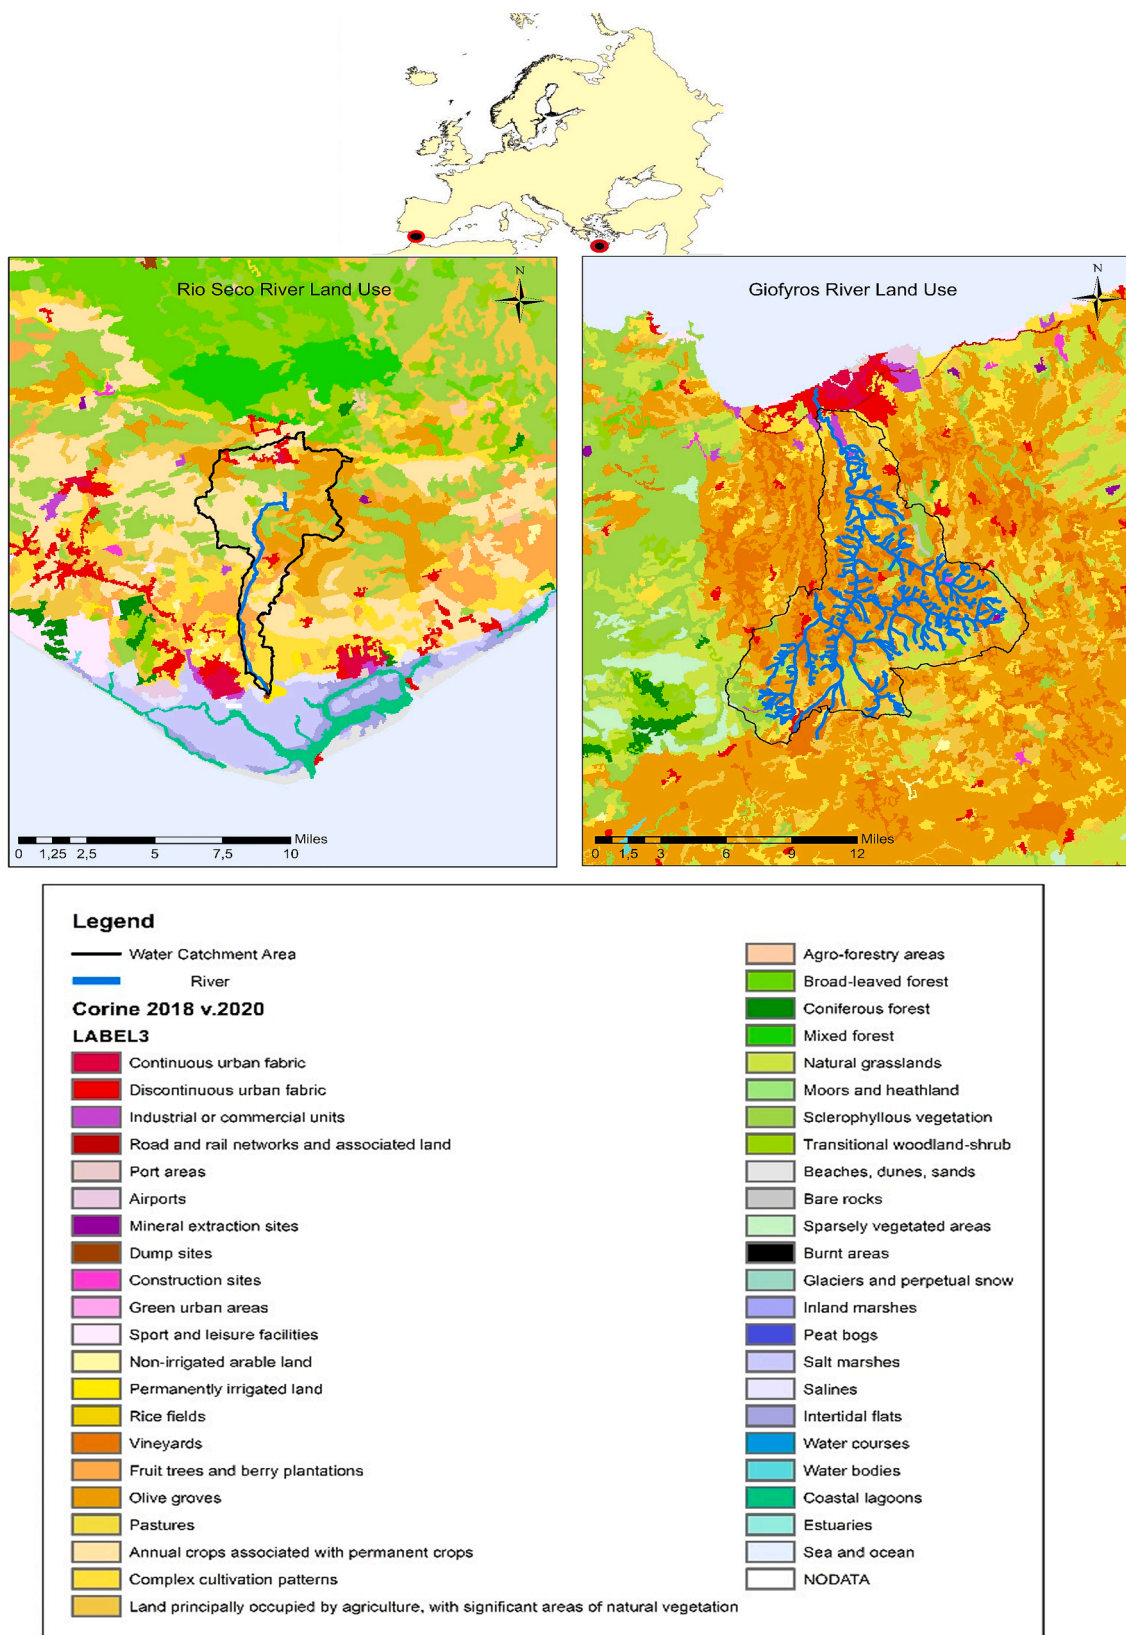 Rio Seco River Land Use
N
Miles
0 1,25 2,5 5 7,5 10
Giofyros River Land Use
N
Miles
0 1,5 3 6 9 12
Legend
Water Catchment Area
River
Corine 2018 v.2020
LABEL3
Continuous urban fabric
Discontinuous urban fabric
Industrial or commercial units
Road and rail networks and associated land
Port areas
Airports
Mineral extraction sites
Dump sites
Construction sites
Green urban areas
Sport and leisure facilities
Non-irrigated arable land
Permanently irrigated land
Rice fields
Vineyards
Fruit trees and berry plantations
Olive groves
Pastures
Annual crops associated with permanent crops
Complex cultivation patterns
Land principally occupied by agriculture, with significant areas of natural vegetation
Agro-forestry areas
Broad-leaved forest
Coniferous forest
Mixed forest
Natural grasslands
Moors and heathland
Sclerophyllous vegetation
Transitional woodland-shrub
Beaches, dunes, sands
Bare rocks
Sparsely vegetated areas
Burnt areas
Glaciers and perpetual snow
Inland marshes
Peat bogs
Salt marshes
Salines
Intertidal flats
Water courses
Water bodies
Coastal lagoons
Estuaries
Sea and ocean
NODATA